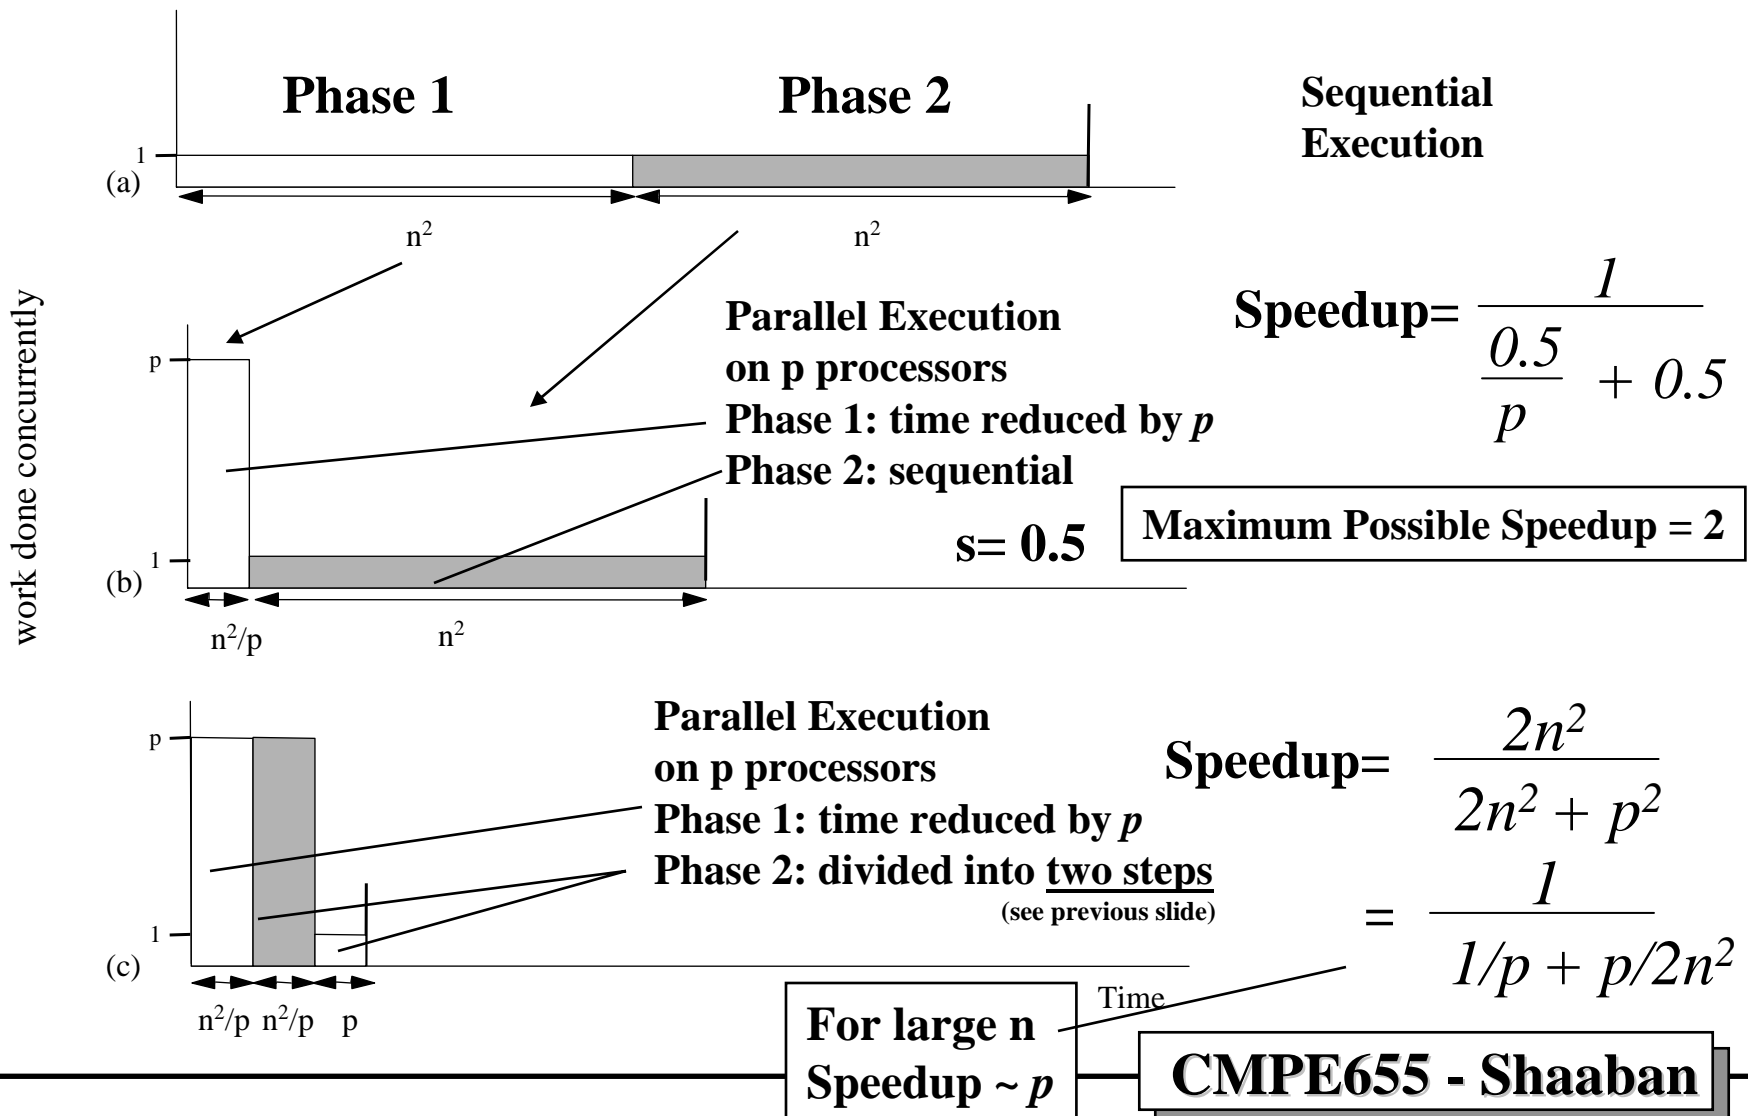 Phase 1
Phase 2
Sequential
Execution
1
(a)
n²
n²
work done concurrently
Parallel Execution
on p processors
Phase 1: time reduced by p
Phase 2: sequential
Speedup= 1
0.5
p
+ 0.5
p
s= 0.5
Maximum Possible Speedup = 2
1
(b)
n²/p
n²
Parallel Execution
on p processors
Phase 1: time reduced by p
Phase 2: divided into two steps
(see previous slide)
Speedup= 2n²
2n² + p²
= 1
1/p + p/2n²
p
1
(c)
n²/p n²/p p
Time
For large n
Speedup ~ p
CMPE655 - Shaaban